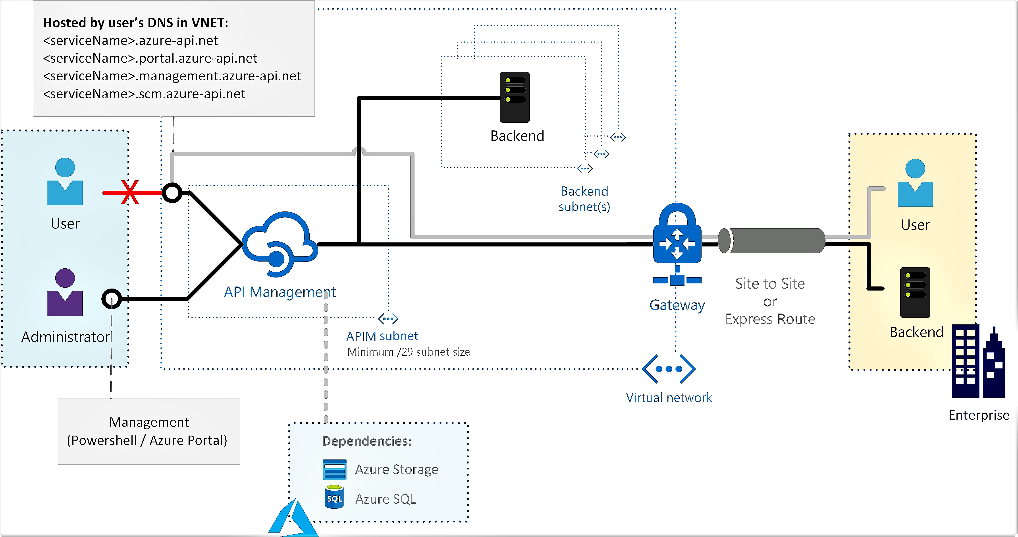 Hosted by user's DNS in VNET:
<serviceName>.azure-api.net
<serviceName>.portal.azure-api.net
<serviceName>.management.azure-api.net
<serviceName>.scm.azure-api.net
Backend
Backend
subnet(s)
User
User
API Management
Gateway
Site to Site
or
Express Route
Administrator
Backend
APIM subnet
Minimum /29 subnet size
Virtual network
Enterprise
Management
(Powershell / Azure Portal)
Dependencies:
Azure Storage
SQL
Azure SQL